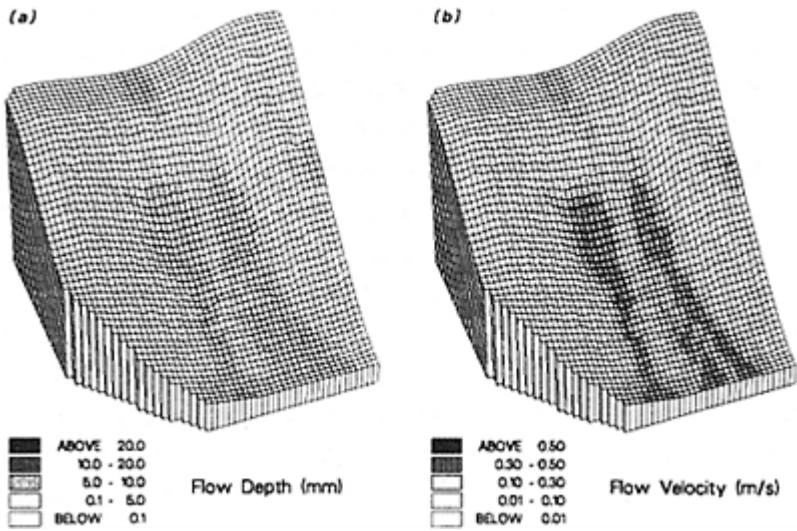 (a)
ABOVE 20.0
10.0 - 20.0
5.0 - 10.0
0.1 - 5.0
BELOW 0.1
Flow Depth (mm)
(b)
ABOVE 0.50
0.30 - 0.50
0.10 - 0.30
0.01 - 0.10
BELOW 0.01
Flow Velocity (m/s)